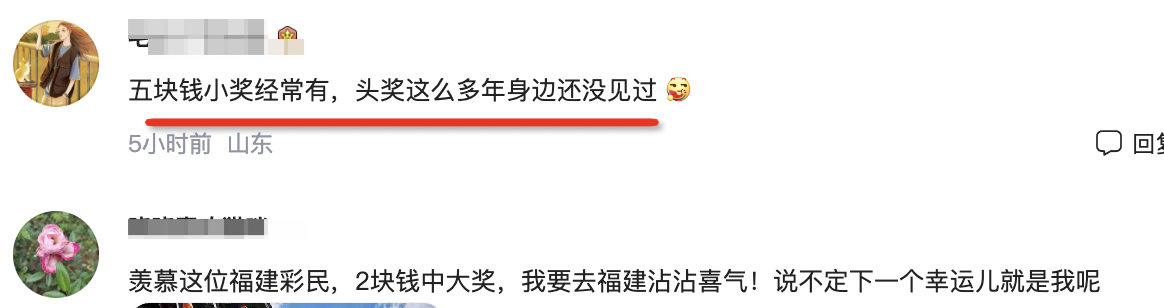 五块钱小奖经常有，头奖这么多年身边还没见过
5小时前 山东
回复
羡慕这位福建彩民，2块钱中大奖，我要去福建沾沾喜气！说不定下一个幸运儿就是我呢